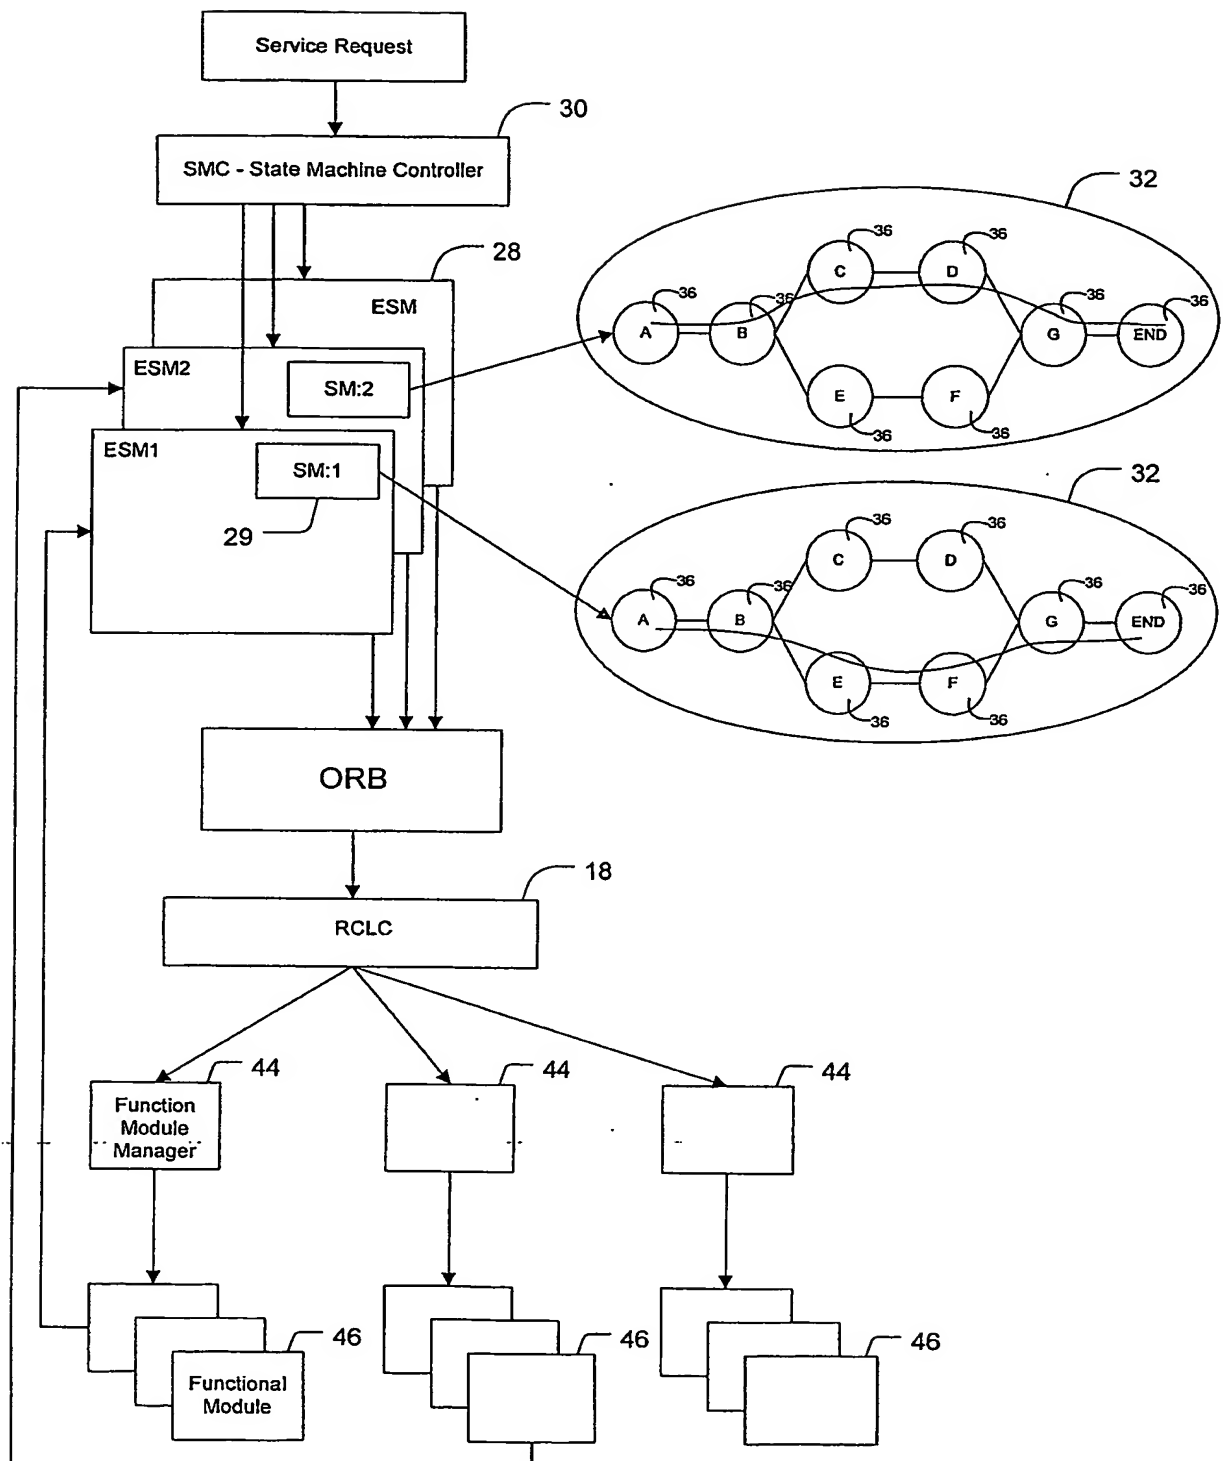 Service Request
30
SMC - State Machine Controller
28
ESM
ESM2
SM:2
ESM1
SM:1
29
32
36
36
36
C
D
36
36
36
A
B
G
END
E
F
36
36
32
36
36
C
D
36
36
36
36
A
B
G
END
E
F
36
36
ORB
18
RCLC
44
44
44
Function
Module
Manager
46
46
46
Functional
Module